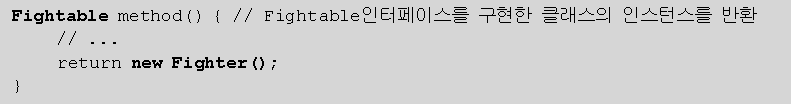 Fightable method() { // Fightable인터페이스를 구현한 클래스의 인스턴스를 반환
    // ...
    return new Fighter();
}